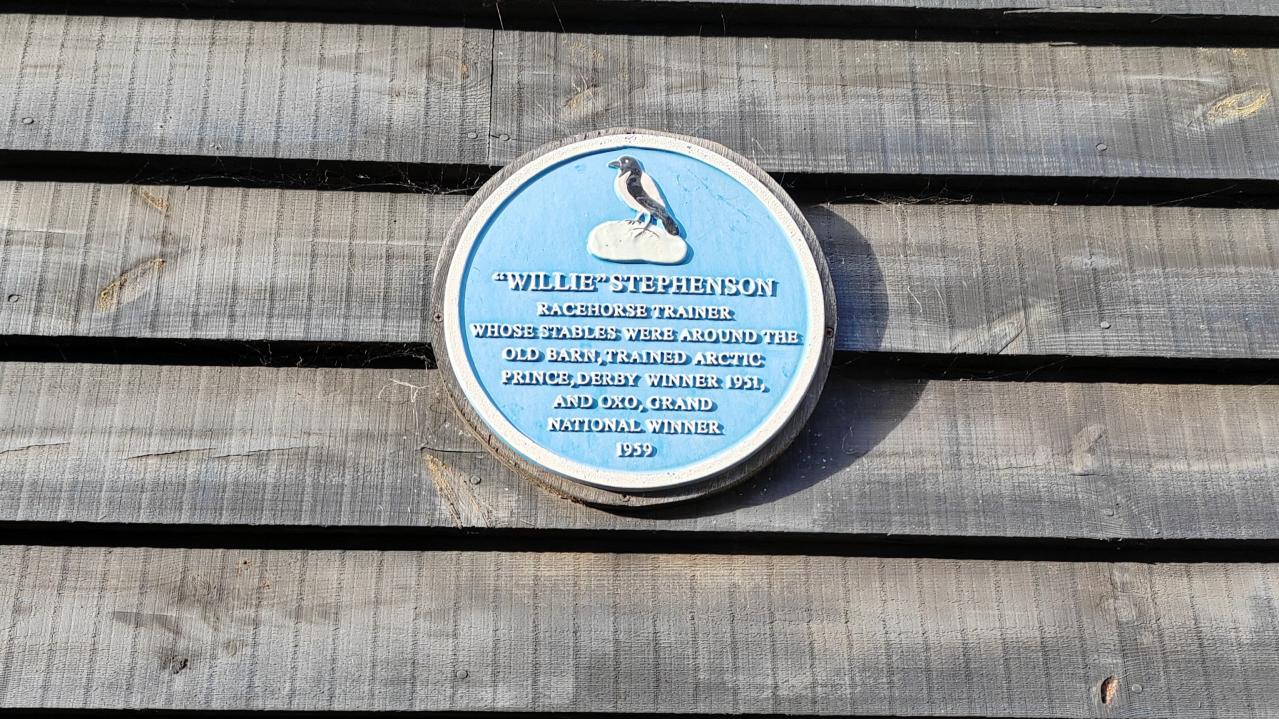 “WILLIE” STEPHENSON
RACEHORSE TRAINER
WHOSE STABLES WERE AROUND THE
OLD BARN, TRAINED ARCTIC
PRINCE, DERBY WINNER 1951,
AND OXO, GRAND
NATIONAL WINNER
1959